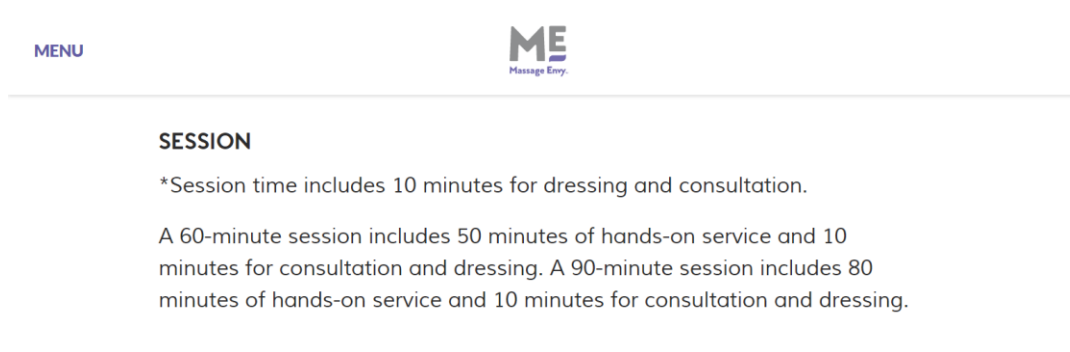 MENU
ME
Massage Envy.
SESSION
*Session time includes 10 minutes for dressing and consultation.
A 60-minute session includes 50 minutes of hands-on service and 10
minutes for consultation and dressing. A 90-minute session includes 80
minutes of hands-on service and 10 minutes for consultation and dressing.